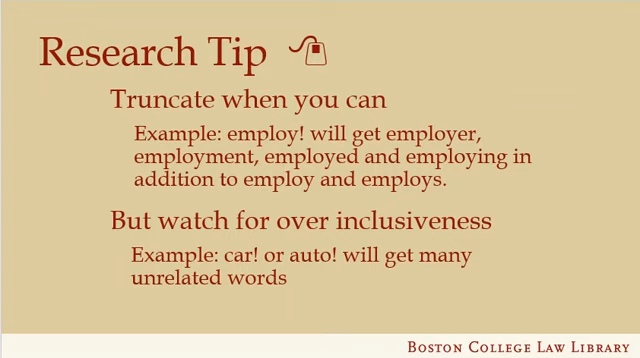 Research Tip
Truncate when you can
Example: employ! will get employer,
employment, employed and employing in
addition to employ and employs.
But watch for over inclusiveness
Example: car! or auto! will get many
unrelated words
Boston College Law Library